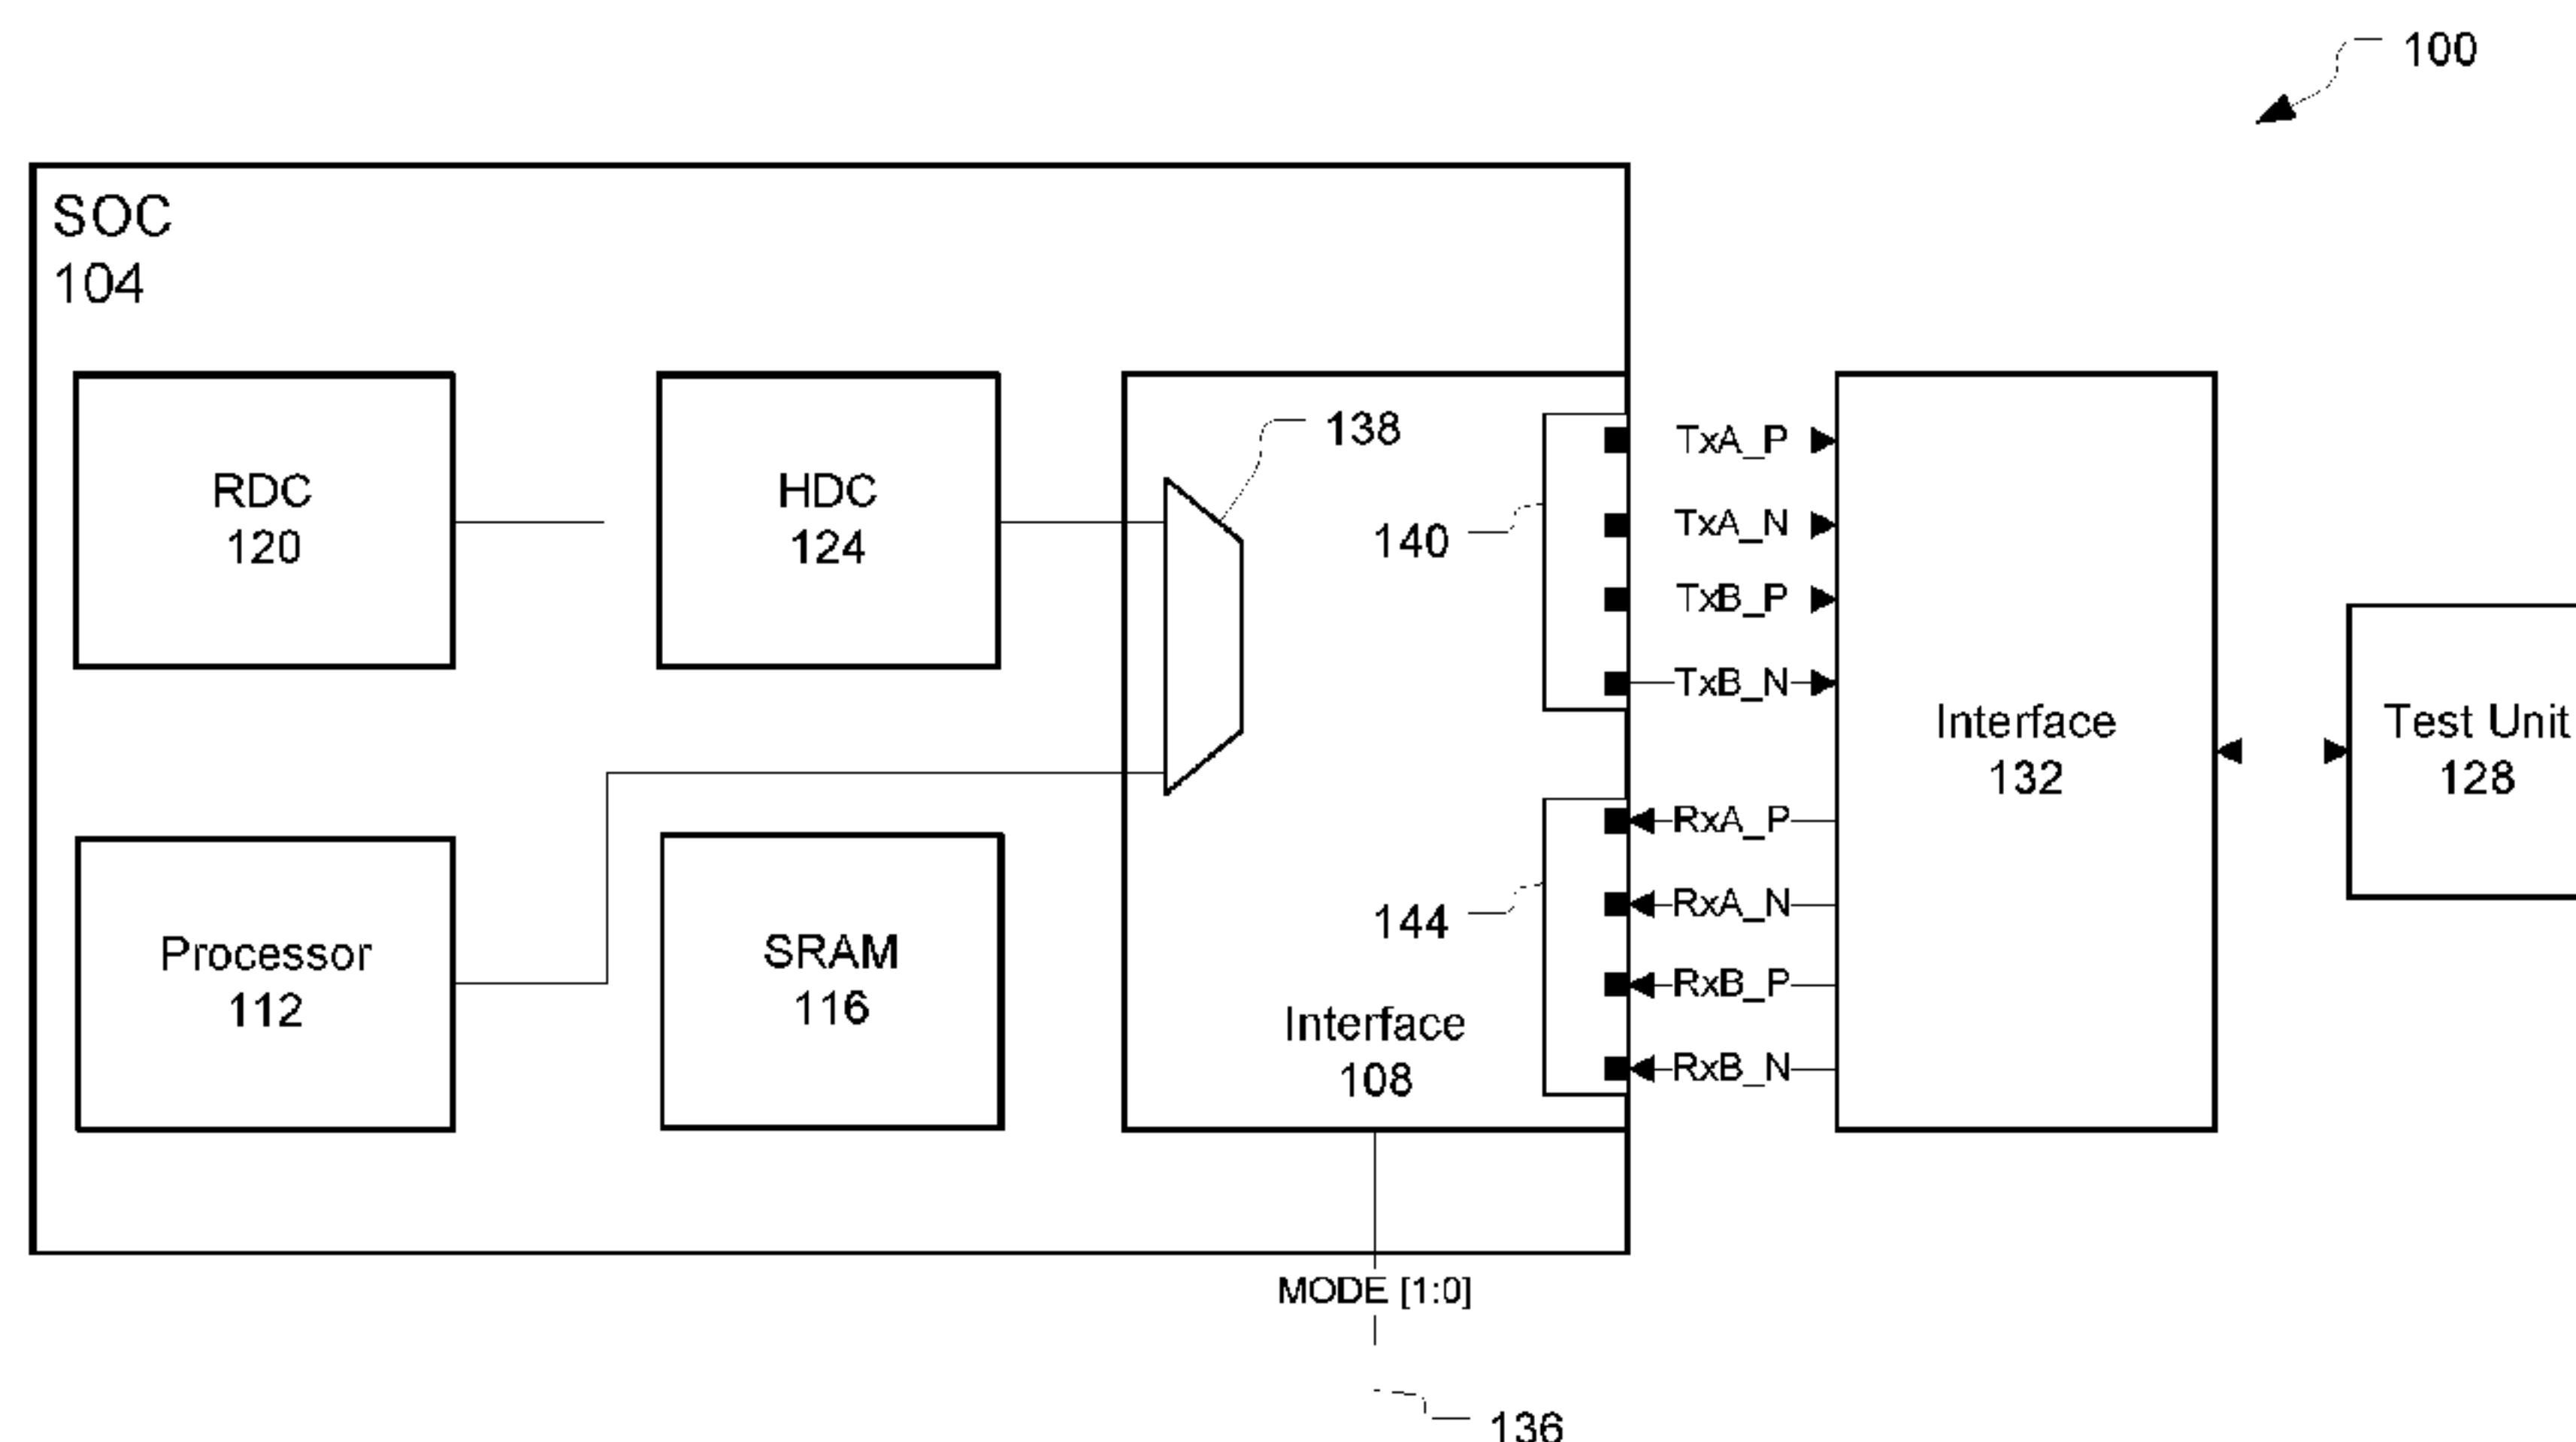 100
SOC
104
RDC
120
HDC
124
138
140
TxA_P
TxA_N
TxB_P
TxB_N
Interface
132
Test Unit
128
Processor
112
SRAM
116
144
Interface
108
RxA_P
RxA_N
RxB_P
RxB_N
MODE [1:0]
136